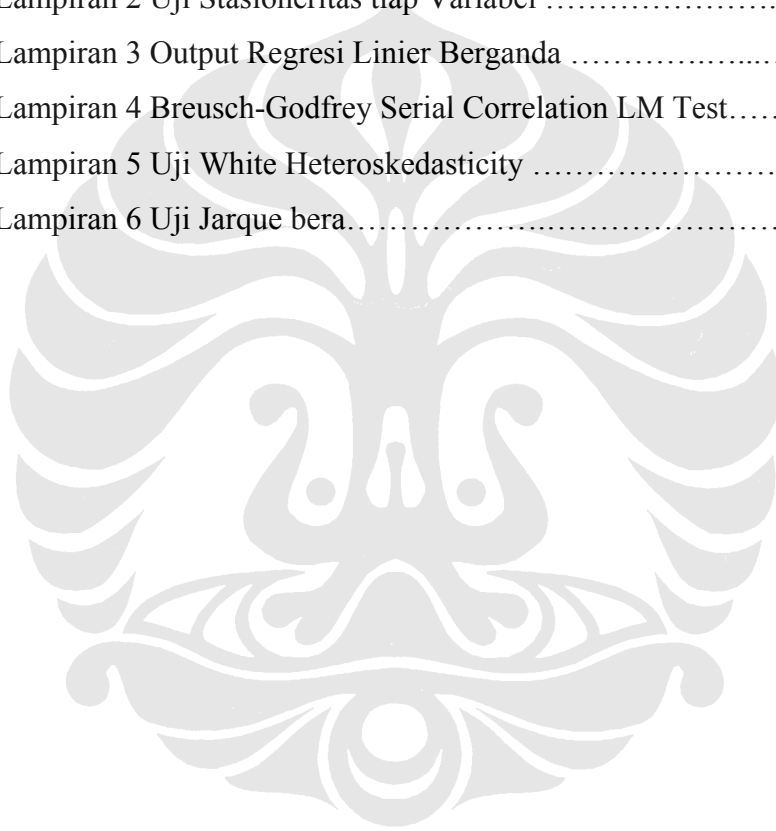 Lampiran 2 Uji Stasioneritas tiap Variabel ………………….
Lampiran 3 Output Regresi Linier Berganda ………….…...…
Lampiran 4 Breusch-Godfrey Serial Correlation LM Test……
Lampiran 5 Uji White Heteroskedasticity ……………………
Lampiran 6 Uji Jarque bera……………….…………………